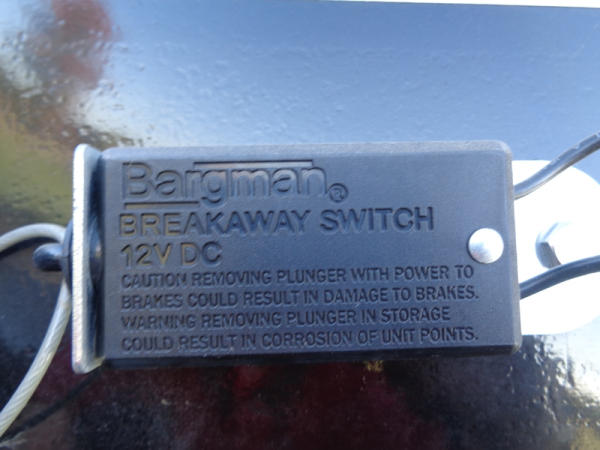 Bargman®
BREAKAWAY SWITCH
12V DC
CAUTION REMOVING PLUNGER WITH POWER TO
BRAKES COULD RESULT IN DAMAGE TO BRAKES.
WARNING REMOVING PLUNGER IN STORAGE
COULD RESULT IN CORROSION OF UNIT POINTS.